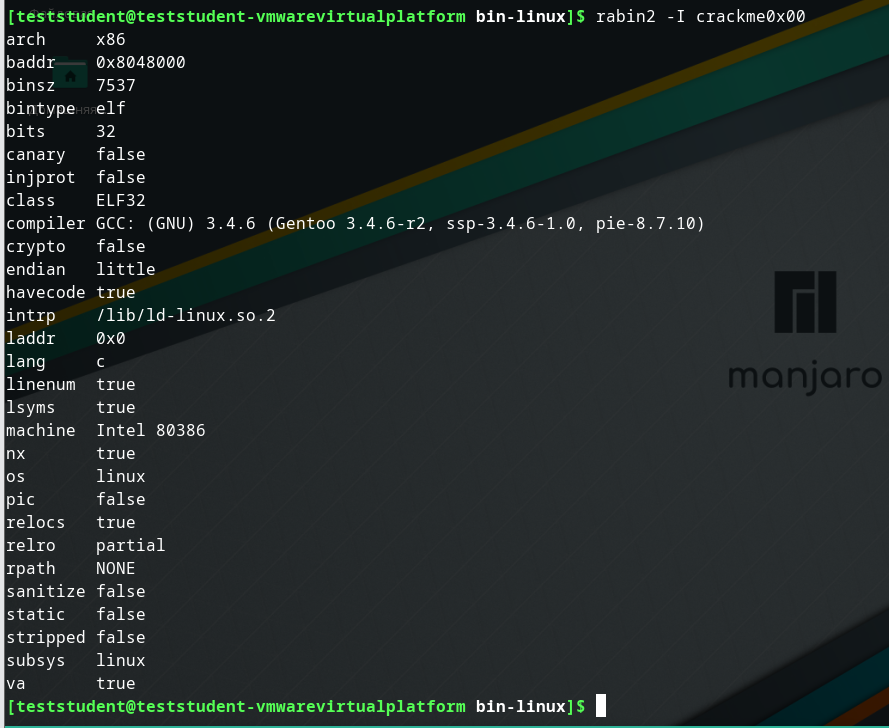 [teststudent@teststudent-vmwarevirtualplatform bin-linux]$ rabin2 -I crackme0x00
arch     x86
baddr    0x8048000
binsz    7537
bintype  elf
bits     32
canary   false
injprot  false
class    ELF32
compiler GCC: (GNU) 3.4.6 (Gentoo 3.4.6-r2, ssp-3.4.6-1.0, pie-8.7.10)
crypto   false
endian   little
havecode true
intrp    /lib/ld-linux.so.2
laddr    0x0
lang     c
linenum  true
lsyms    true
machine  Intel 80386
nx       true
os       linux
pic      false
relocs   true
relro    partial
rpath    NONE
sanitize false
static   false
stripped false
subsys   linux
va       true
[teststudent@teststudent-vmwarevirtualplatform bin-linux]$
manjaro